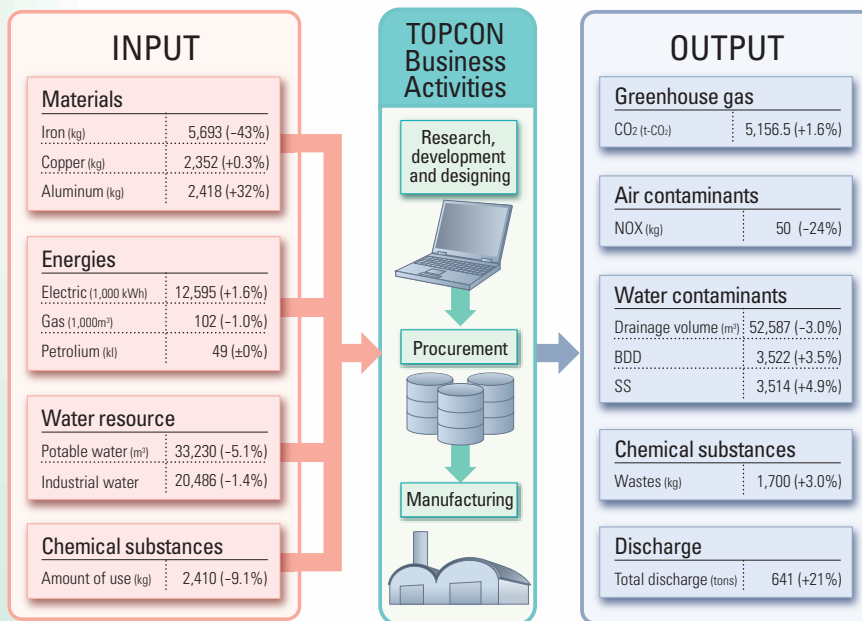 INPUT
Materials
Iron (kg) 5,693 (−43%)
Copper (kg) 2,352 (+0.3%)
Aluminum (kg) 2,418 (+32%)
Energies
Electric (1,000 kWh) 12,595 (+1.6%)
Gas (1,000m³) 102 (−1.0%)
Petrolium (kl) 49 (±0%)
Water resource
Potable water (m³) 33,230 (−5.1%)
Industrial water 20,486 (−1.4%)
Chemical substances
Amount of use (kg) 2,410 (−9.1%)
TOPCON
Business
Activities
Research,
development
and designing
Procurement
Manufacturing
OUTPUT
Greenhouse gas
CO₂ (t-CO₂) 5,156.5 (+1.6%)
Air contaminants
NOX (kg) 50 (−24%)
Water contaminants
Drainage volume (m³) 52,587 (−3.0%)
BDD 3,522 (+3.5%)
SS 3,514 (+4.9%)
Chemical substances
Wastes (kg) 1,700 (+3.0%)
Discharge
Total discharge (tons) 641 (+21%)